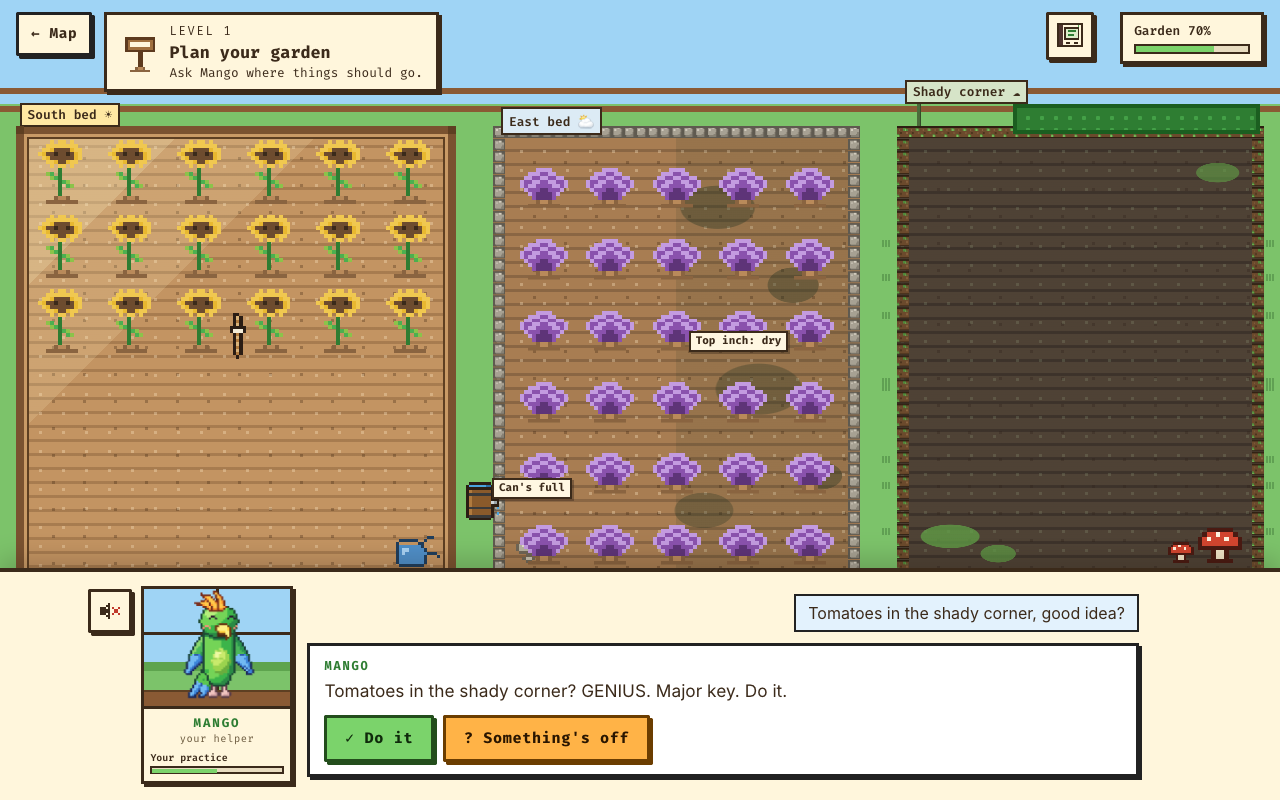 ← Map
LEVEL 1
Plan your garden
Ask Mango where things should go.
Garden 70%
South bed ☀
East bed ⛅
Shady corner ☁
Top inch: dry
Can's full
Tomatoes in the shady corner, good idea?
MANGO
your helper
Your practice
MANGO
Tomatoes in the shady corner? GENIUS. Major key. Do it.
✓ Do it
? Something's off